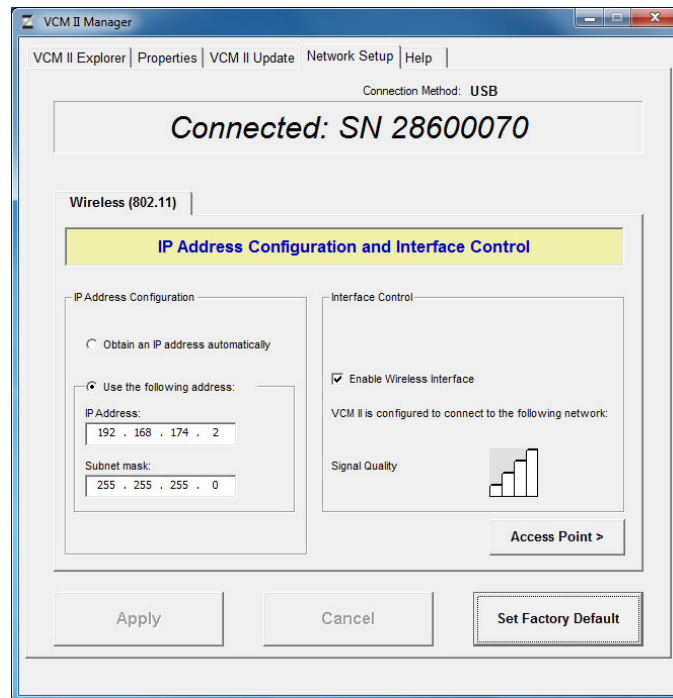 VCM II Manager
VCM II Explorer Properties VCM II Update Network Setup Help
Connection Method: USB
Connected: SN 28600070
Wireless (802.11)
IP Address Configuration and Interface Control
IP Address Configuration
Obtain an IP address automatically
Use the following address:
IP Address:
192 . 168 . 174 . 2
Subnet mask:
255 . 255 . 255 . 0
Interface Control
Enable Wireless Interface
VCM II is configured to connect to the following network:
Signal Quality
Access Point >
Apply
Cancel
Set Factory Default